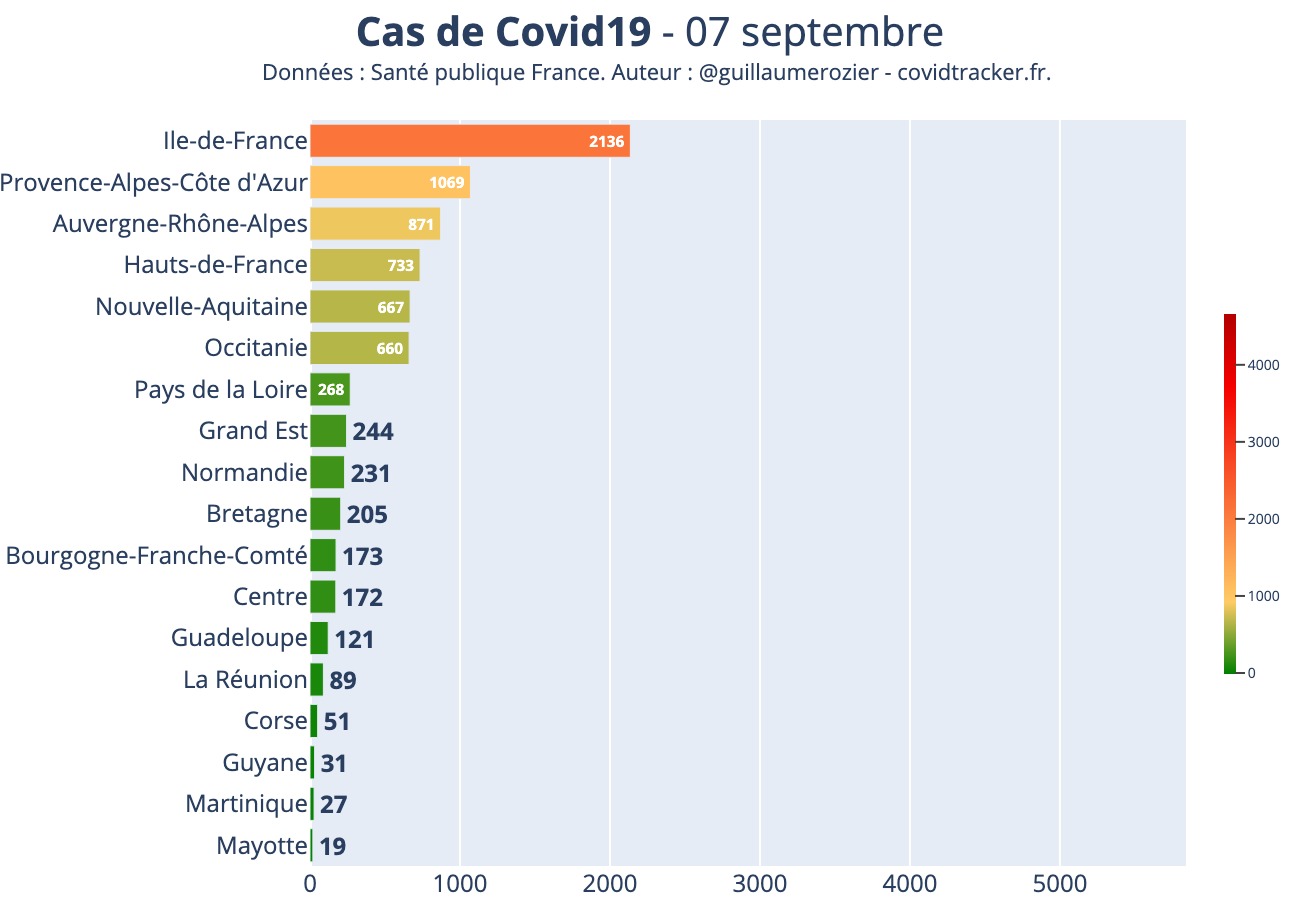 Cas de Covid19 - 07 septembre
Données : Santé publique France. Auteur : @guillaumerozier - covidtracker.fr.
Ile-de-France 2136
Provence-Alpes-Côte d'Azur 1069
Auvergne-Rhône-Alpes 871
Hauts-de-France 733
Nouvelle-Aquitaine 667
Occitanie 660
Pays de la Loire 268
Grand Est 244
Normandie 231
Bretagne 205
Bourgogne-Franche-Comté 173
Centre 172
Guadeloupe 121
La Réunion 89
Corse 51
Guyane 31
Martinique 27
Mayotte 19
0 1000 2000 3000 4000 5000
4000
3000
2000
1000
0